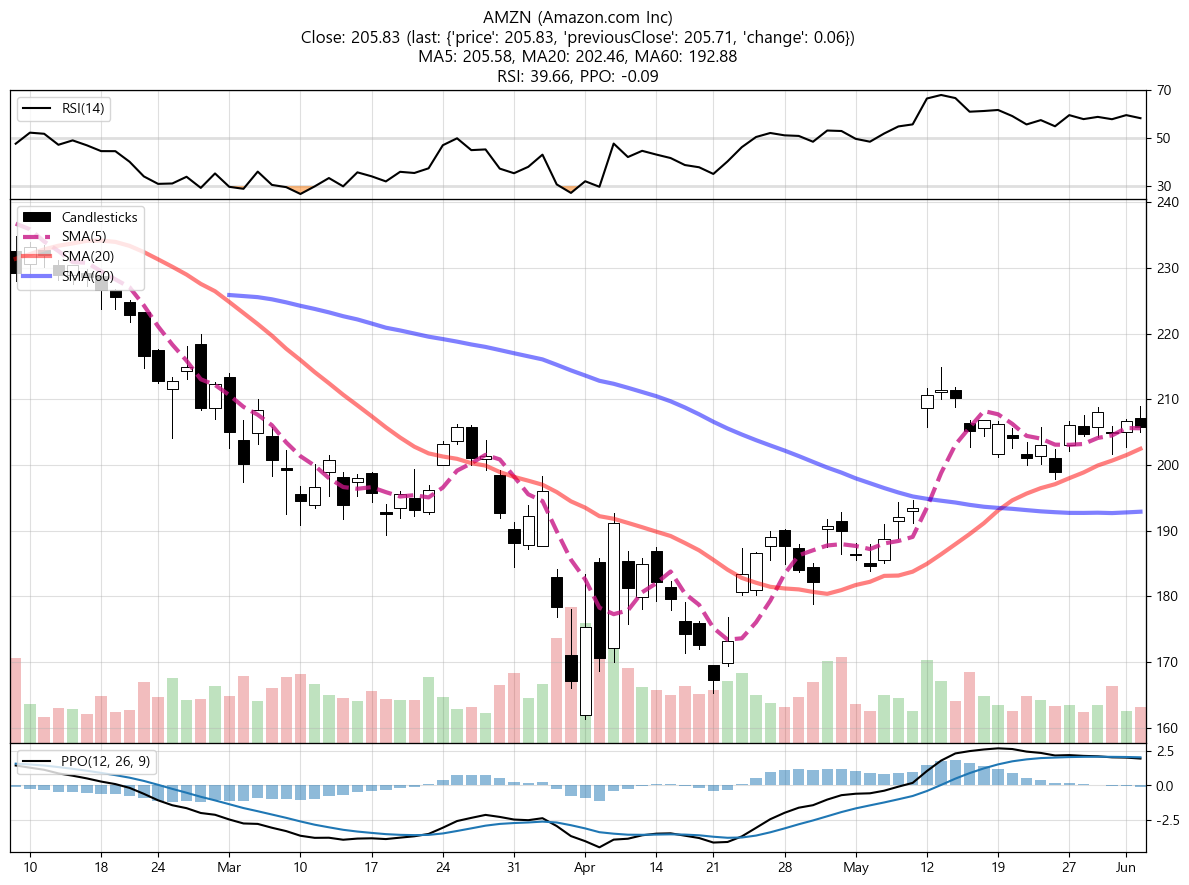 AMZN (Amazon.com Inc)
Close: 205.83 (last: {'price': 205.83, 'previousClose': 205.71, 'change': 0.06})
MA5: 205.58, MA20: 202.46, MA60: 192.88
RSI: 39.66, PPO: -0.09
RSI(14)
70
50
30
Candlesticks
SMA(5)
SMA(20)
SMA(60)
240
230
220
210
200
190
180
170
160
PPO(12, 26, 9)
2.5
0.0
−2.5
10 18 24 Mar 10 17 24 31 Apr 14 21 28 May 12 19 27 Jun